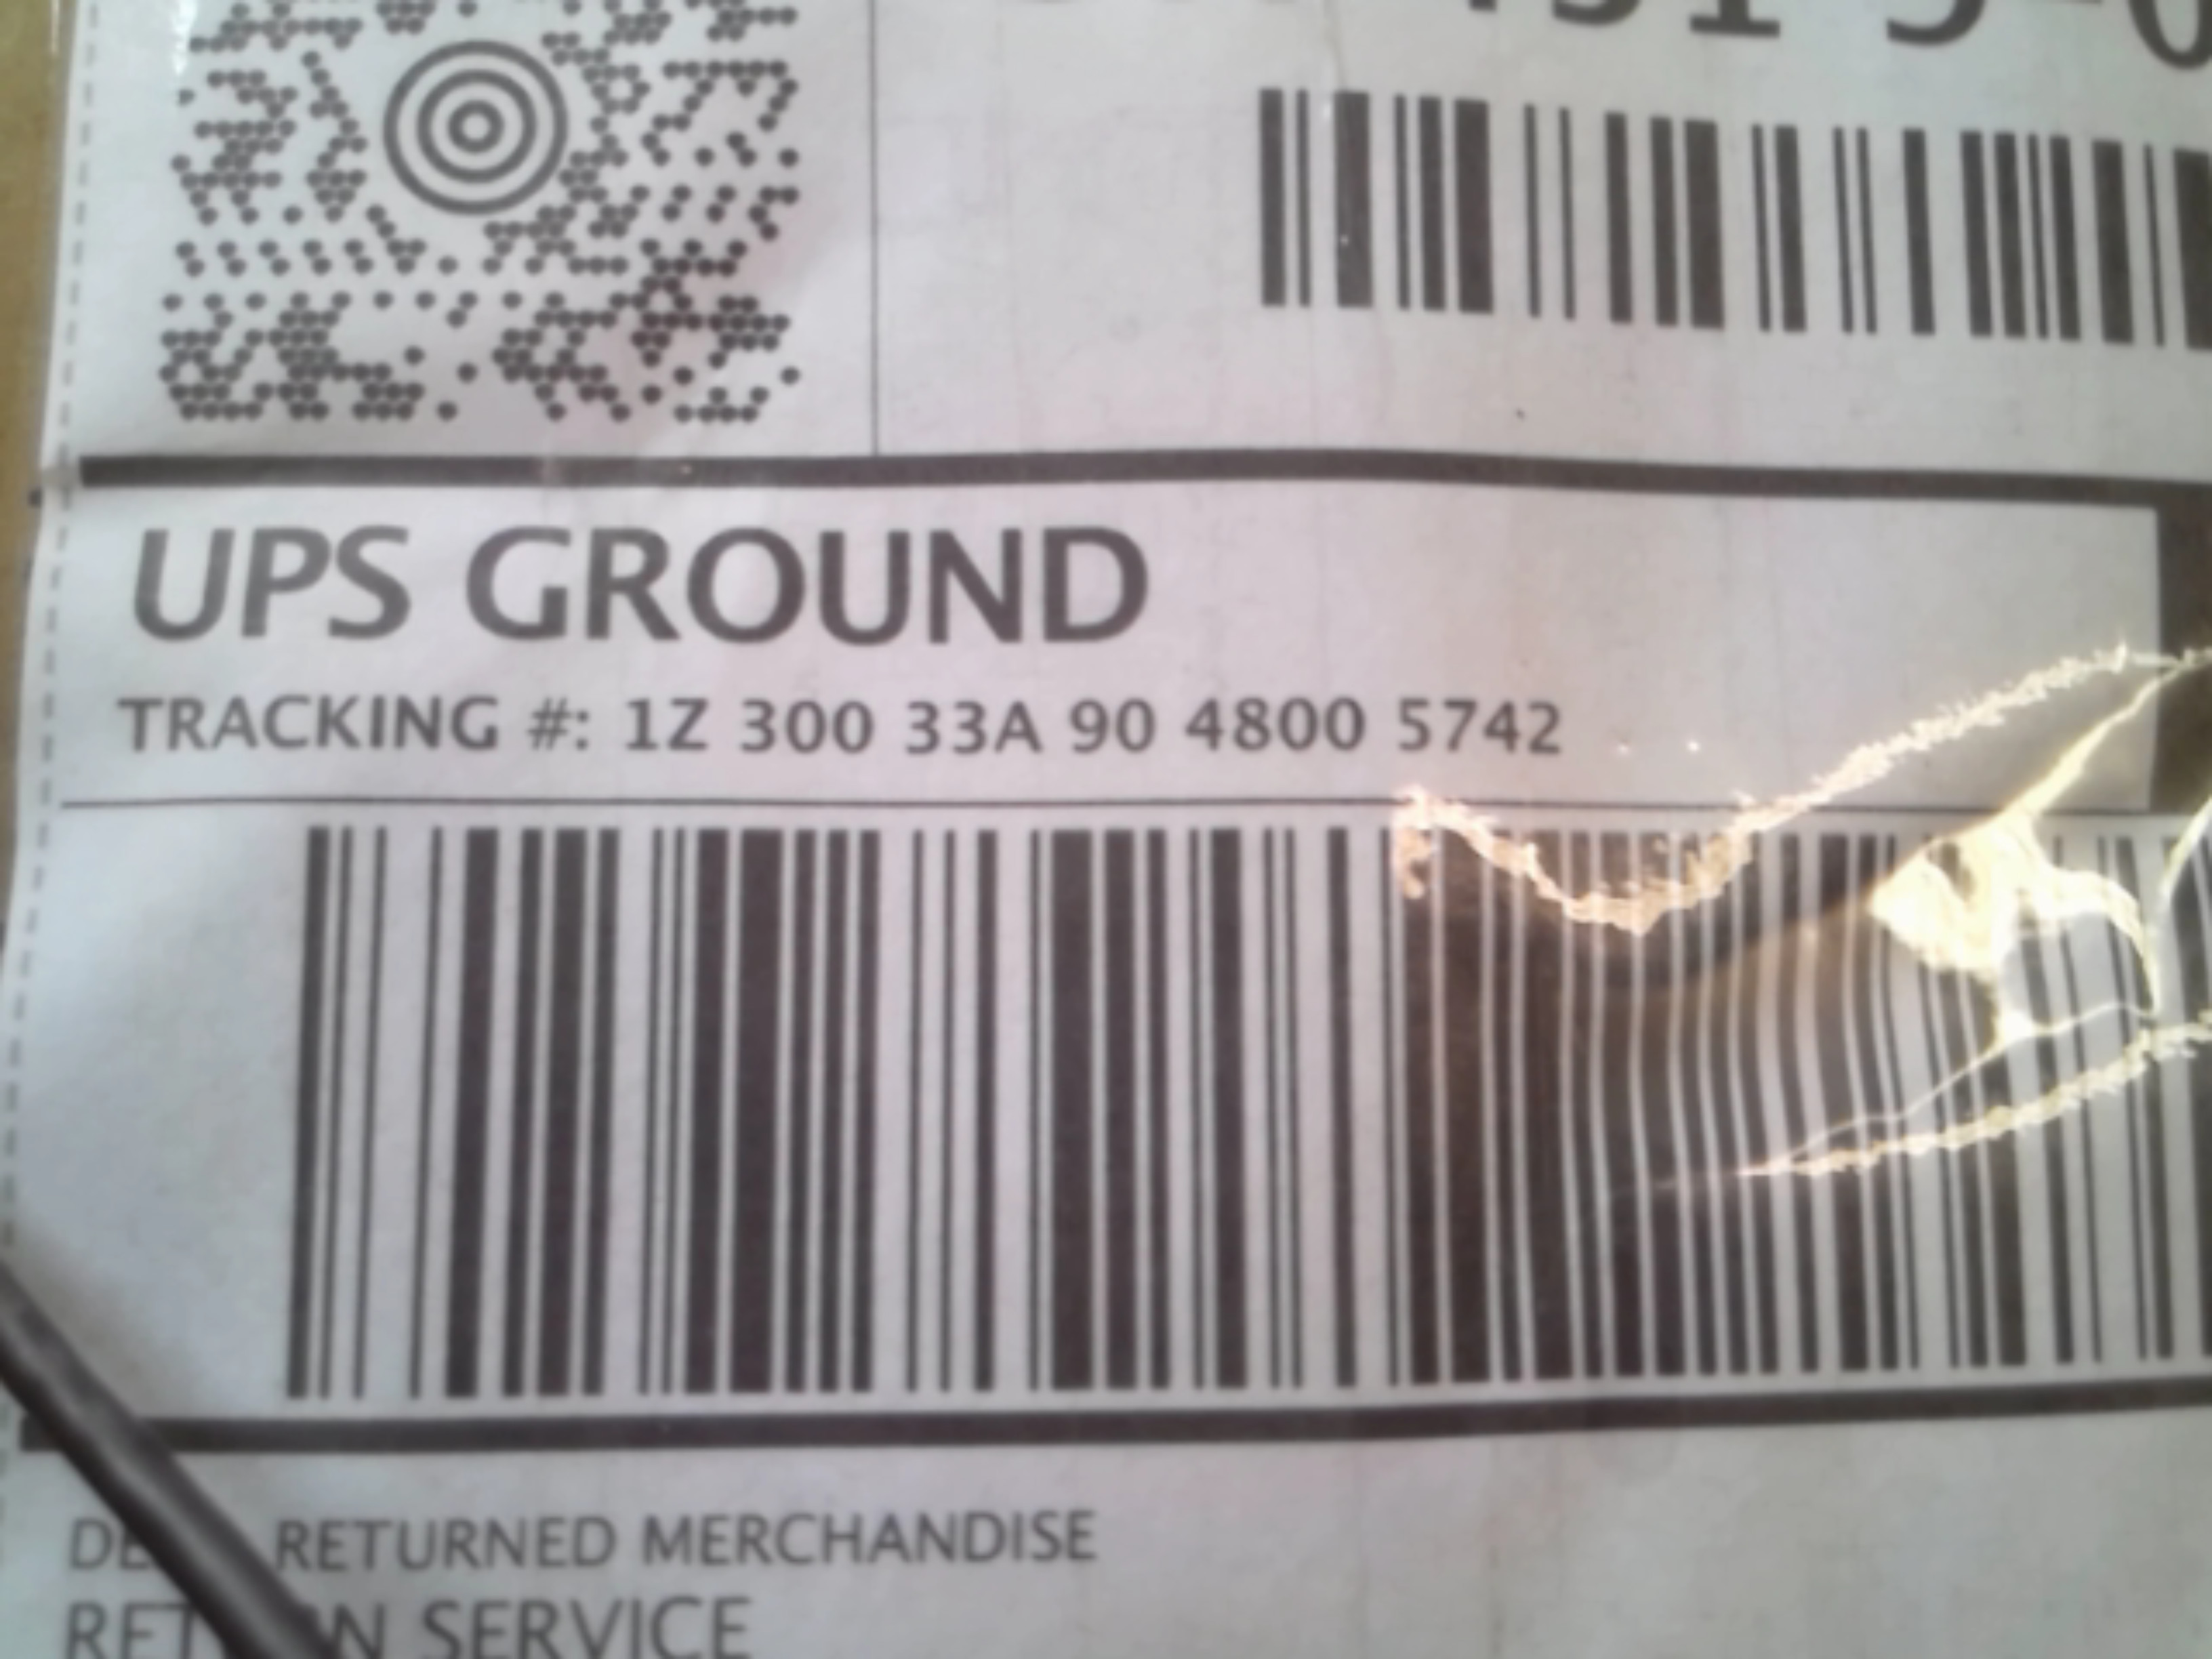 UPS GROUND
TRACKING #: 1Z 300 33A 90 4800 5742
RETURNED MERCHANDISE
SERVICE